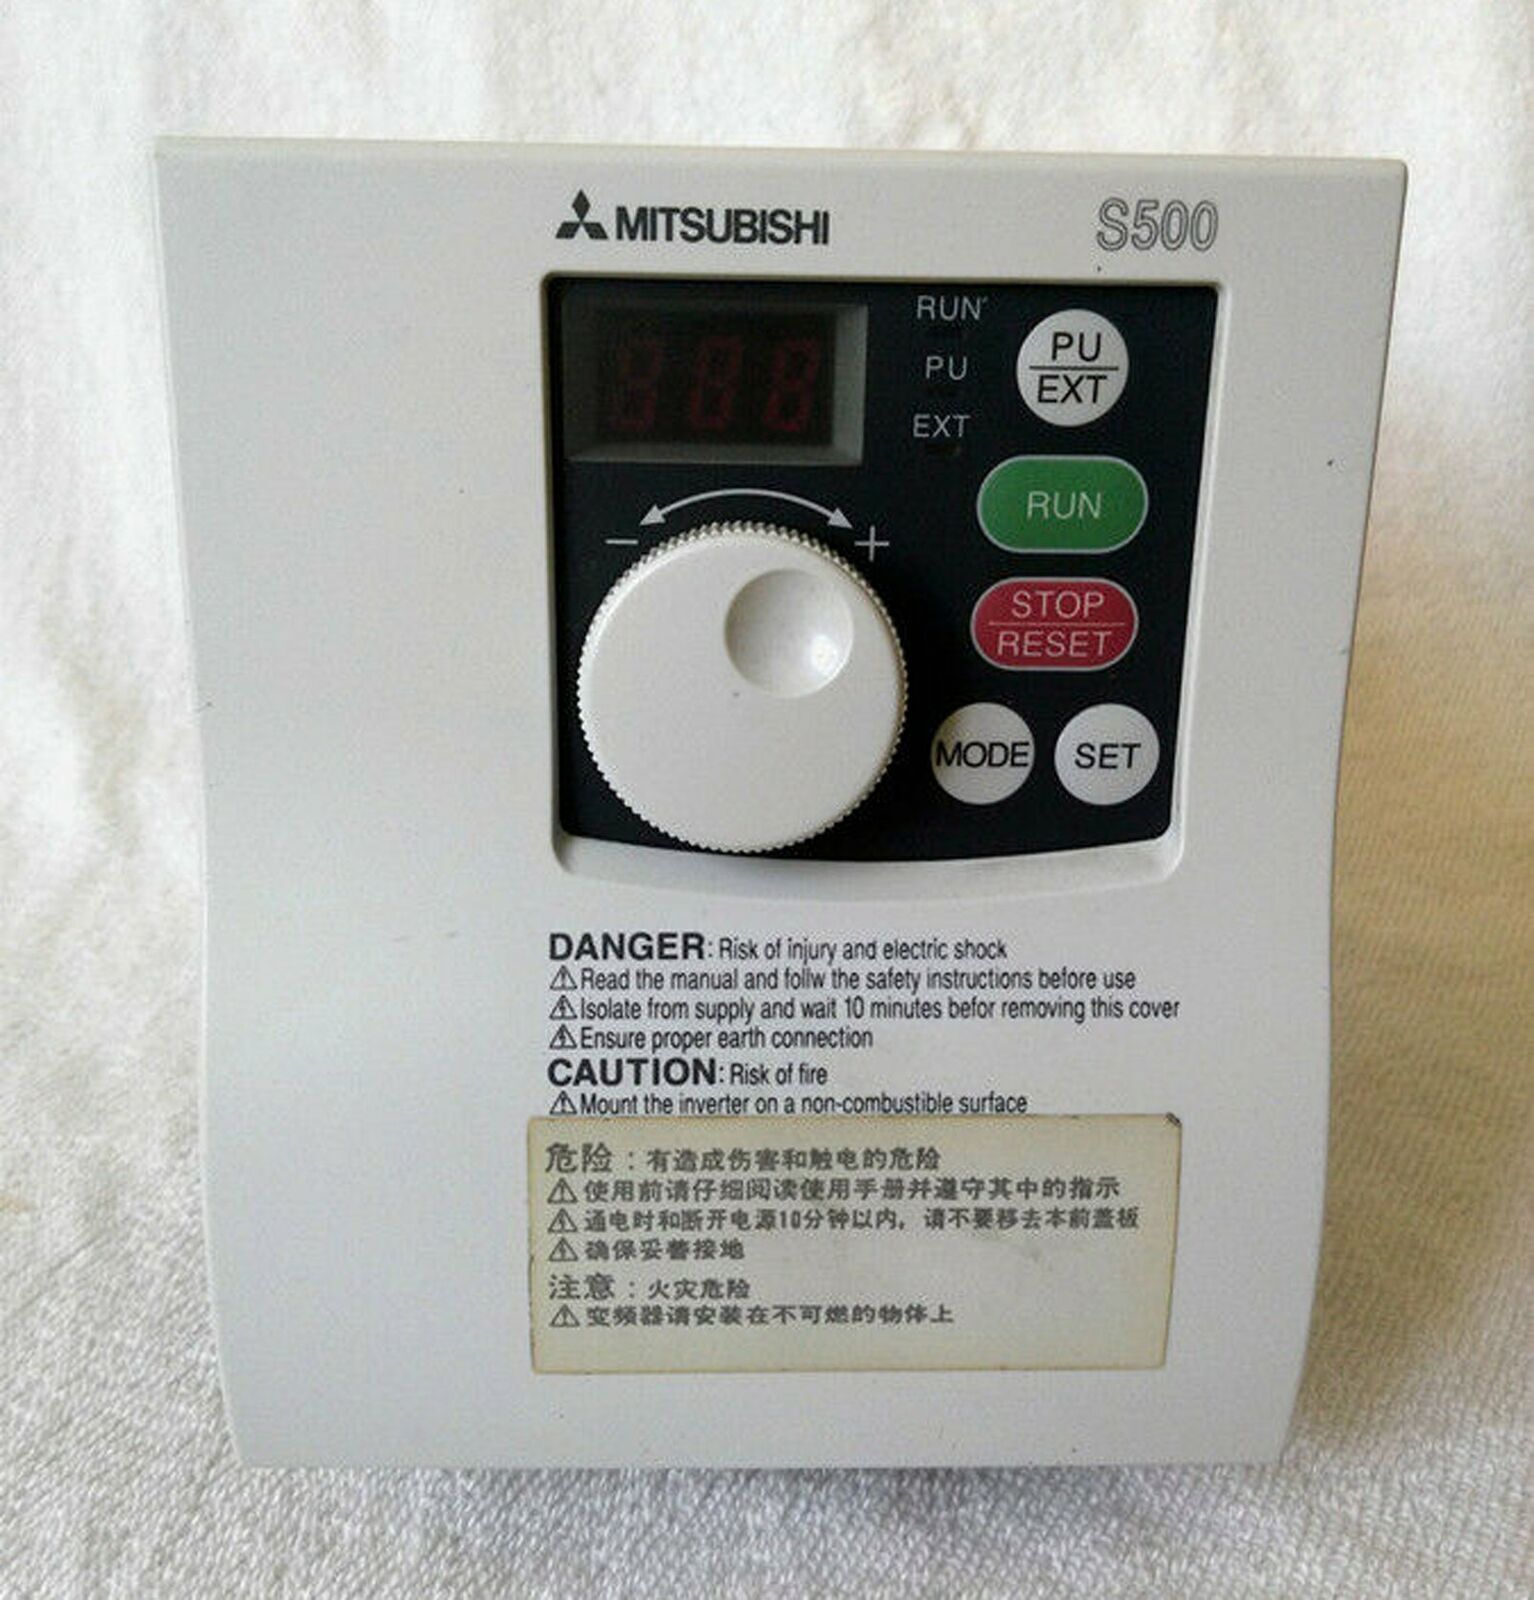 MITSUBISHI S500
RUN
PU
EXT
PU
EXT
RUN
- +
STOP
RESET
MODE SET
DANGER: Risk of injury and electric shock
Read the manual and follw the safety instructions before use
Isolate from supply and wait 10 minutes befor removing this cover
Ensure proper earth connection
CAUTION: Risk of fire
Mount the inverter on a non-combustible surface
危险：有造成伤害和触电的危险
使用前请仔细阅读使用手册并遵守其中的指示
通电时和断开电源10分钟以内，请不要移去本前盖板
确保妥善接地
注意：火灾危险
变频器请安装在不可燃的物体上